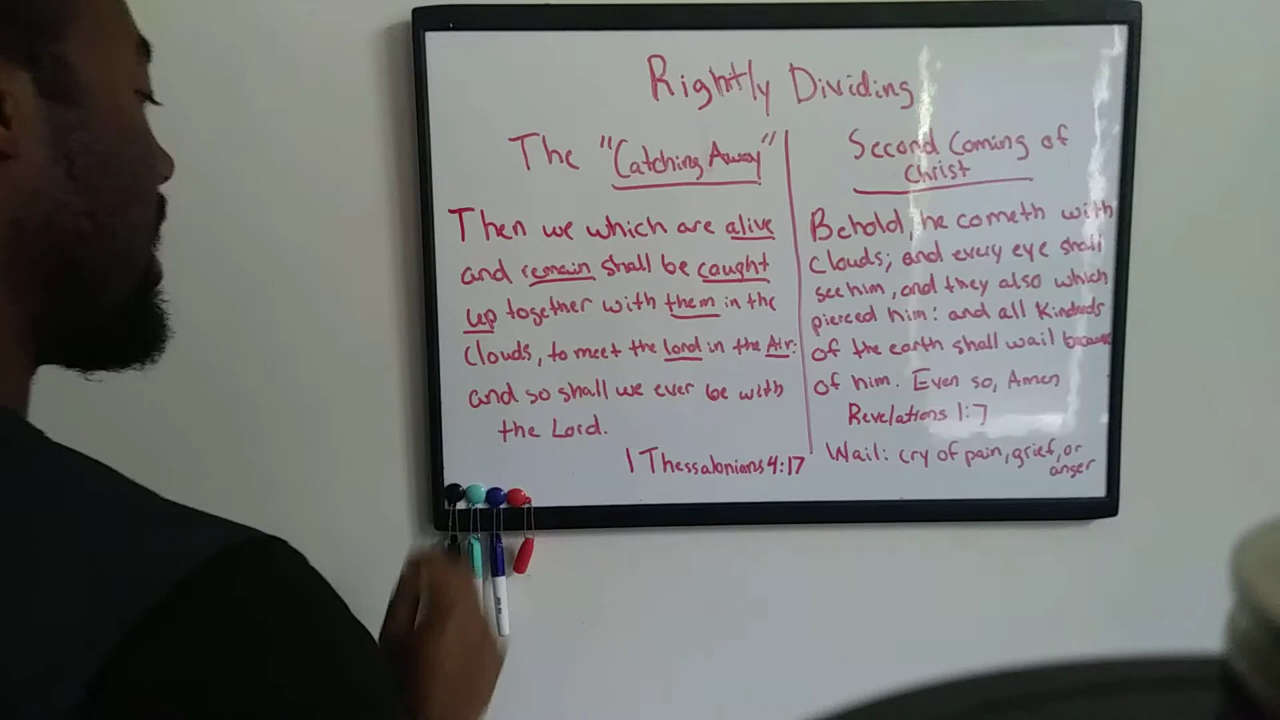 Rightly Dividing
The "Catching Away"
Then we which are alive
and remain shall be caught
up together with them in the
clouds, to meet the lord in the Air:
and so shall we ever be with
the Lord.
1 Thessalonians 4:17
Second Coming of
Christ
Behold, he cometh with
clouds; and every eye shall
see him, and they also which
pierced him: and all kindreds
of the earth shall wail because
of him. Even so, Amen
Revelations 1:7
Wail: cry of pain, grief, or
anger